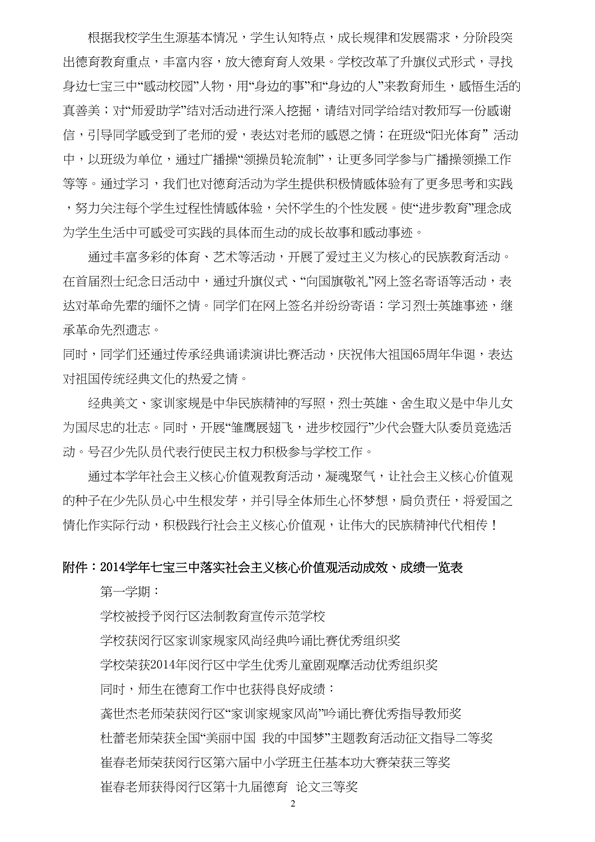 根据我校学生生源基本情况，学生认知特点，成长规律和发展需求，分阶段突
出德育教育重点，丰富内容，放大德育育人效果。学校改革了升旗仪式形式，寻找
身边七宝三中“感动校园”人物，用“身边的事”和“身边的人”来教育师生，感悟生活的
真善美；对“师爱助学”结对活动进行深入挖掘，请结对同学给结对教师写一份感谢
信，引导同学感受到了老师的爱，表达对老师的感恩之情；在班级“阳光体育”活动
中，以班级为单位，通过广播操“领操员轮流制”，让更多同学参与广播操领操工作
等等。通过学习，我们也对德育活动为学生提供积极情感体验有了更多思考和实践
，努力关注每个学生过程性情感体验，关怀学生的个性发展。使“进步教育”理念成
为学生生活中可感受可实践的具体而生动的成长故事和感动事迹。
通过丰富多彩的体育、艺术等活动，开展了爱过主义为核心的民族教育活动。
在首届烈士纪念日活动中，通过升旗仪式、“向国旗敬礼”网上签名寄语等活动，表
达对革命先辈的缅怀之情。同学们在网上签名并纷纷寄语：学习烈士英雄事迹，继
承革命先烈遗志。
同时，同学们还通过传承经典诵读演讲比赛活动，庆祝伟大祖国65周年华诞，表达
对祖国传统经典文化的热爱之情。
经典美文、家训家规是中华民族精神的写照，烈士英雄、舍生取义是中华儿女
为国尽忠的壮志。同时，开展“雏鹰展翅飞，进步校园行”少代会暨大队委员竞选活
动。号召少先队员代表行使民主权力积极参与学校工作。
通过本学年社会主义核心价值观教育活动，凝魂聚气，让社会主义核心价值观
的种子在少先队员心中生根发芽，并引导全体师生心怀梦想，肩负责任，将爱国之
情化作实际行动，积极践行社会主义核心价值观，让伟大的民族精神代代相传！
附件：2014学年七宝三中落实社会主义核心价值观活动成效、成绩一览表
第一学期：
学校被授予闵行区法制教育宣传示范学校
学校获闵行区家训家规家风尚经典吟诵比赛优秀组织奖
学校荣获2014年闵行区中学生优秀儿童剧观摩活动优秀组织奖
同时，师生在德育工作中也获得良好成绩：
龚世杰老师荣获闵行区“家训家规家风尚”吟诵比赛优秀指导教师奖
杜蕾老师荣获全国“美丽中国 我的中国梦”主题教育活动征文指导二等奖
崔春老师荣获闵行区第六届中小学班主任基本功大赛荣获三等奖
崔春老师获得闵行区第十九届德育 论文三等奖
2